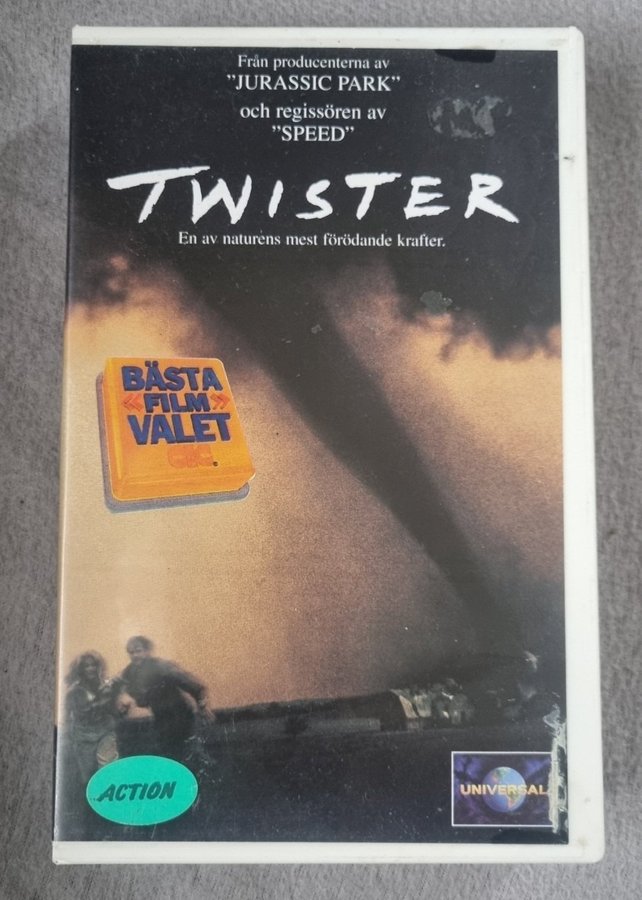 Från producenterna av
"JURASSIC PARK"
och regissören av
"SPEED"
TWISTER
En av naturens mest förödande krafter.
BÄSTA
«FILM»
VALET
CIC
ACTION
UNIVERSAL